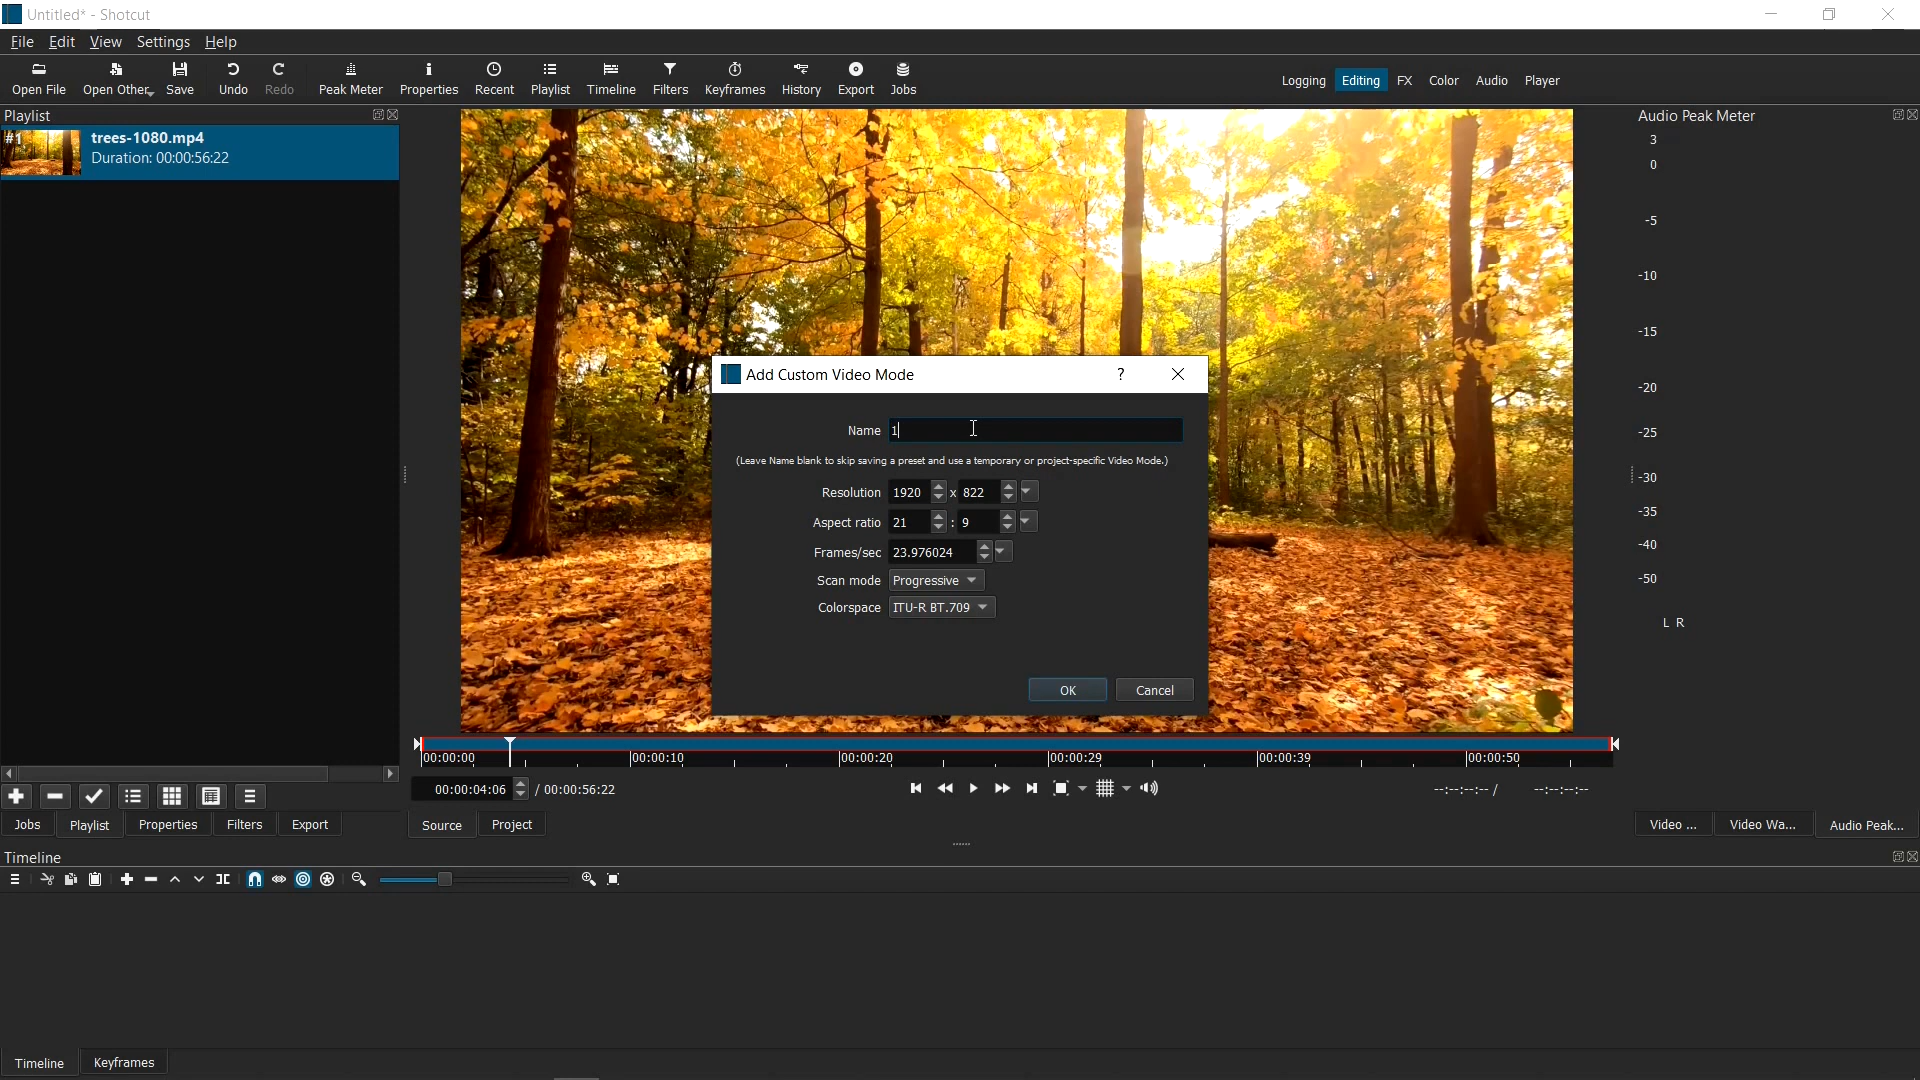 Untitled* - Shotcut
File Edit View Settings Help
Open File Open Other Save Undo Redo Peak Meter Properties Recent Playlist Timeline Filters Keyframes History Export Jobs
Logging Editing FX Color Audio Player
Playlist
#1
trees-1080.mp4
Duration: 00:00:56:22
Audio Peak Meter
3
0
-5
-10
-15
-20
-25
-30
-35
-40
-50
L R
Add Custom Video Mode ?
Name 1
(Leave Name blank to skip saving a preset and use a temporary or project-specific Video Mode.)
Resolution 1920 x 822
Aspect ratio 21 : 9
Frames/sec 23.976024
Scan mode Progressive
Colorspace ITU-R BT.709
OK Cancel
00:00:00 00:00:10 00:00:20 00:00:29 00:00:39 00:00:50
00:00:04:06 / 00:00:56:22
--:--:--:-- / --:--:--:--
Jobs Playlist Properties Filters Export
Source Project
Video ... Video Wa... Audio Peak...
Timeline
Timeline Keyframes